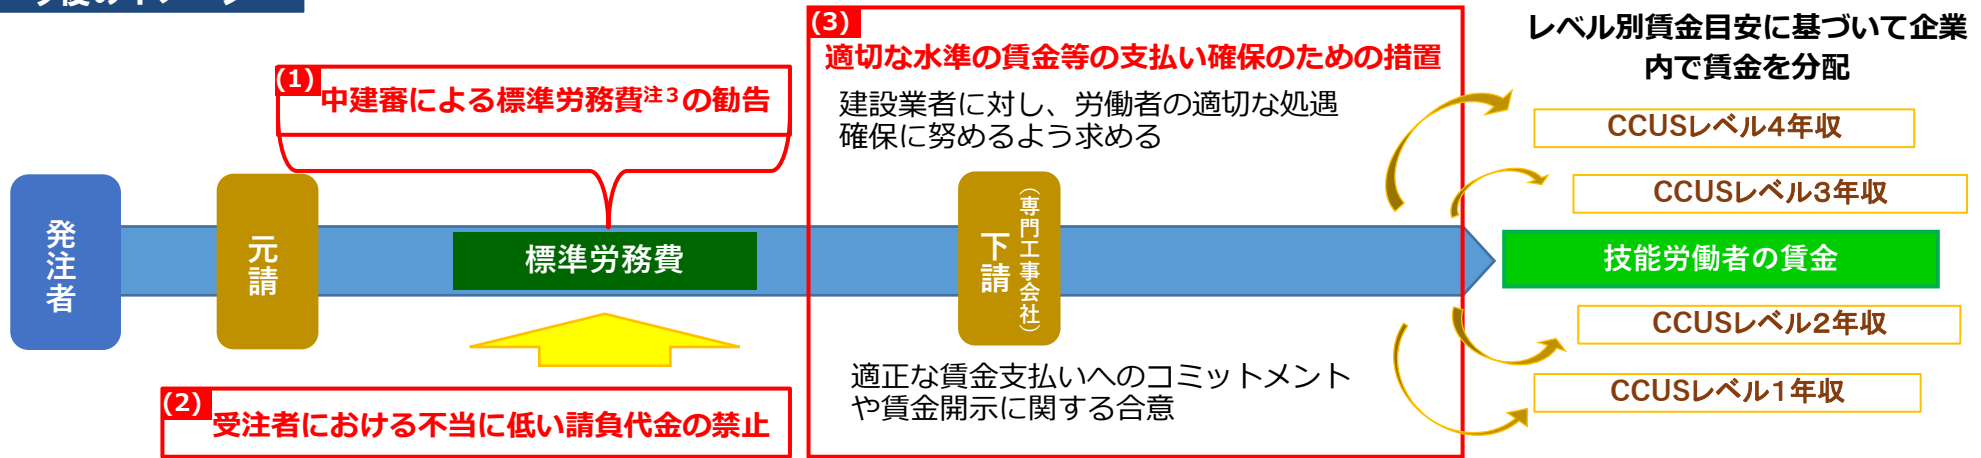 (1)
中建審による標準労務費注3の勧告
(3)
適切な水準の賃金等の支払い確保のための措置
建設業者に対し、労働者の適切な処遇
確保に努めるよう求める
レベル別賃金目安に基づいて企業
内で賃金を分配
CCUSレベル4年収
CCUSレベル3年収
発注者
元請
標準労務費
下請
（専門工事会社）
技能労働者の賃金
CCUSレベル2年収
CCUSレベル1年収
適正な賃金支払いへのコミットメント
や賃金開示に関する合意
(2)
受注者における不当に低い請負代金の禁止